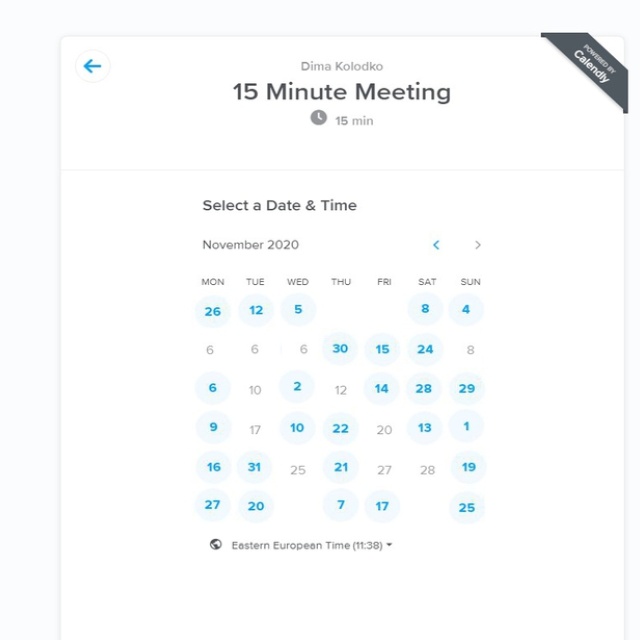 POWERED BY
Calendly
Dima Kolodko
15 Minute Meeting
15 min
Select a Date & Time
November 2020
MON TUE WED THU FRI SAT SUN
26 12 5 8 4
6 6 6 30 15 24 8
6 10 2 12 14 28 29
9 17 10 22 20 13 1
16 31 25 21 27 28 19
27 20 7 17 25
Eastern European Time (11:38)